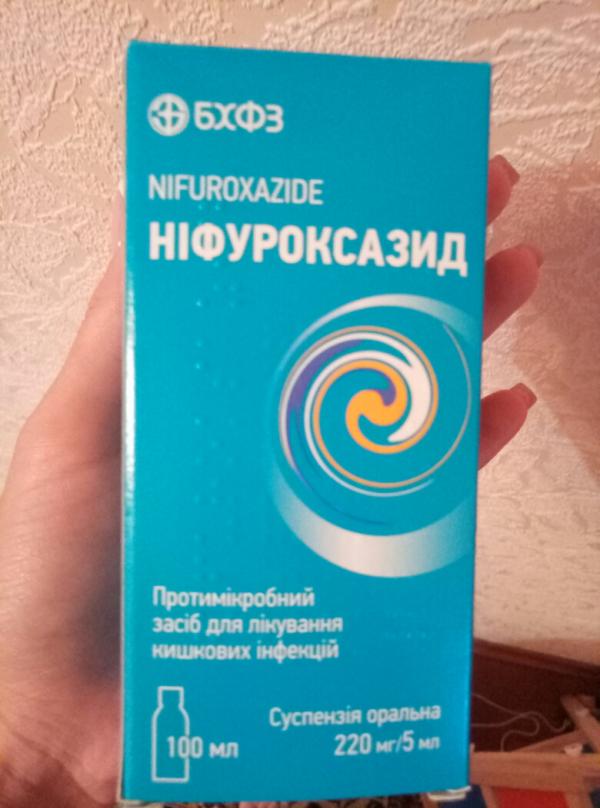 БХФЗ
NIFUROXAZIDE
НІФУРОКСАЗИД
Протимікробний
засіб для лікування
кишкових інфекцій
Суспензія оральна
100 мл
220 мг/5 мл